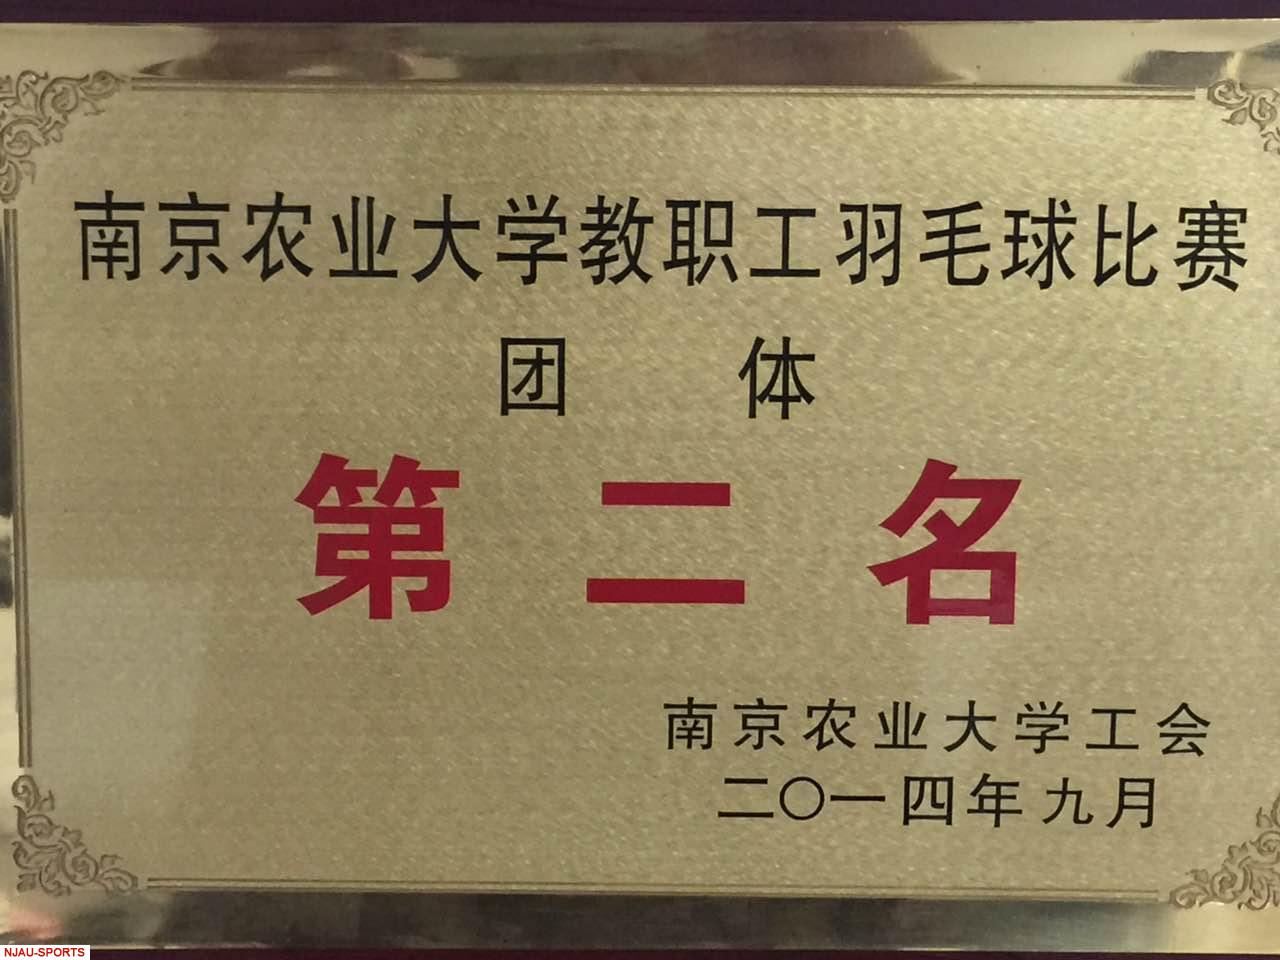 南京农业大学教职工羽毛球比赛
团 体
第 二 名
南京农业大学工会
二〇一四年九月
NJAU-SPORTS